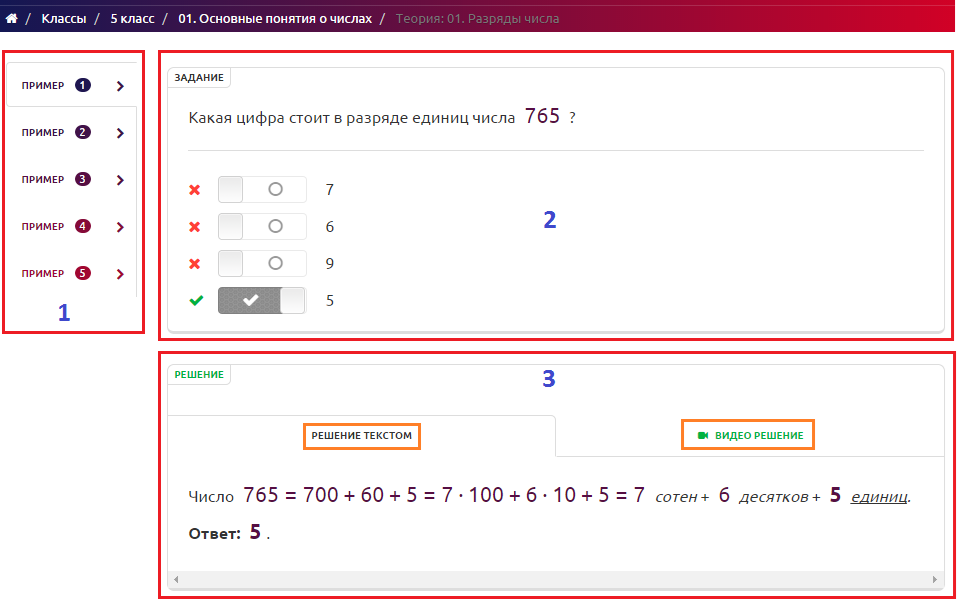 / Классы / 5 класс / 01. Основные понятия о числах / Теория: 01. Разряды числа
ПРИМЕР 1
ПРИМЕР 2
ПРИМЕР 3
ПРИМЕР 4
ПРИМЕР 5
1
ЗАДАНИЕ
Какая цифра стоит в разряде единиц числа 765 ?
7
6
9
5
2
РЕШЕНИЕ
3
РЕШЕНИЕ ТЕКСТОМ
ВИДЕО РЕШЕНИЕ
Число 765 = 700 + 60 + 5 = 7 · 100 + 6 · 10 + 5 = 7 сотен + 6 десятков + 5 единиц.
Ответ: 5 .